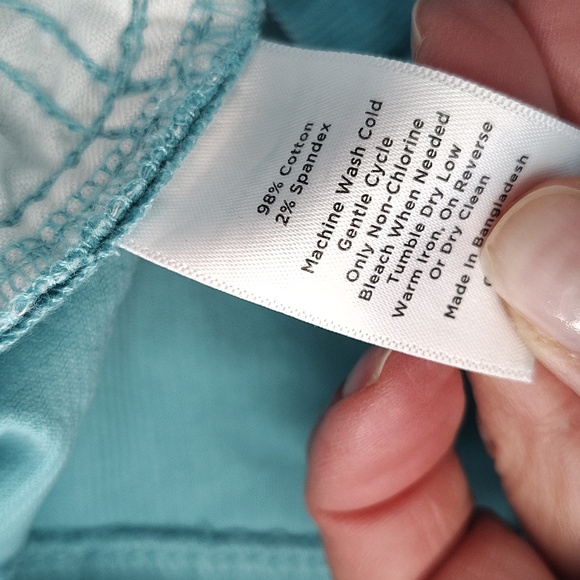 98% Cotton
2% Spandex
Machine Wash Cold
Gentle Cycle
Only Non-Chlorine
Bleach When Needed
Tumble Dry Low
Warm Iron, On Reverse
Or Dry Clean
Made In Bangladesh